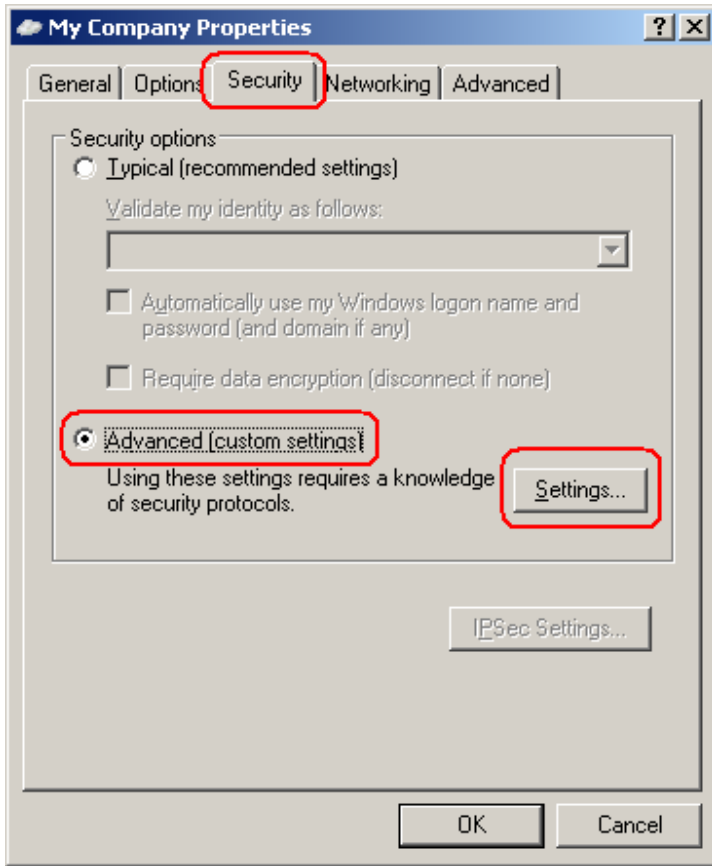 My Company Properties
General Options Security Networking Advanced
Security options
Typical (recommended settings)
Validate my identity as follows:
Automatically use my Windows logon name and
password (and domain if any)
Require data encryption (disconnect if none)
Advanced (custom settings)
Using these settings requires a knowledge
of security protocols.
Settings...
IPSec Settings...
OK Cancel